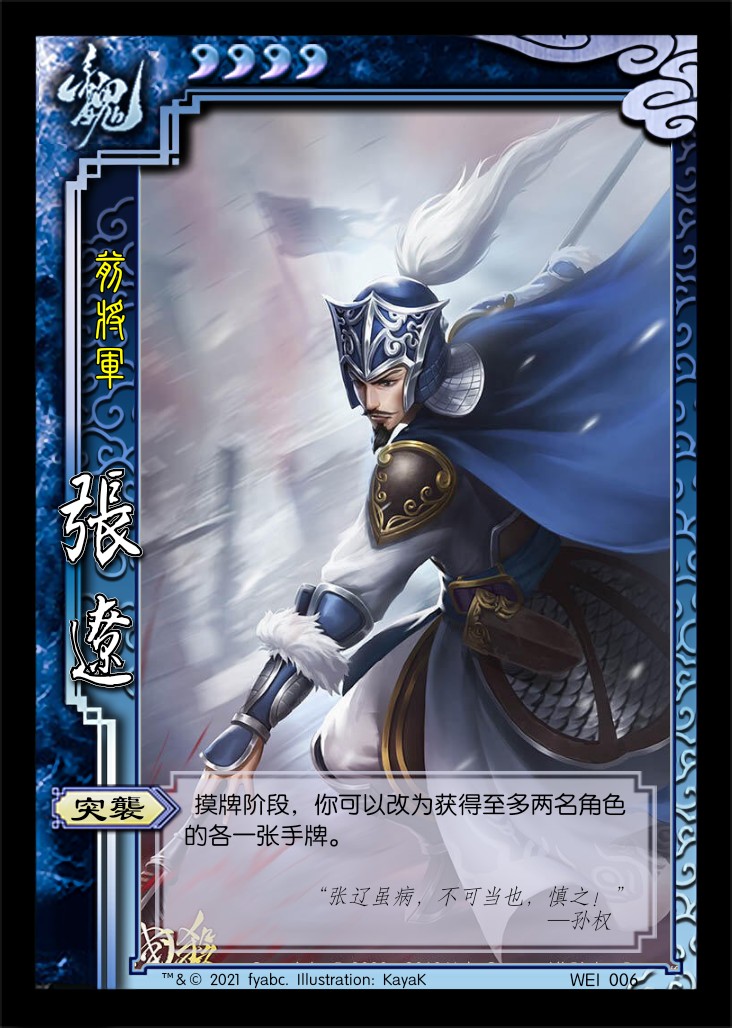 魏
前將軍
張遼
突襲
摸牌阶段，你可以改为获得至多两名角色
的各一张手牌。
“张辽虽病，不可当也，慎之！”
—孙权
殺
™&© 2021 fyabc. Illustration: KayaK
WEI 006